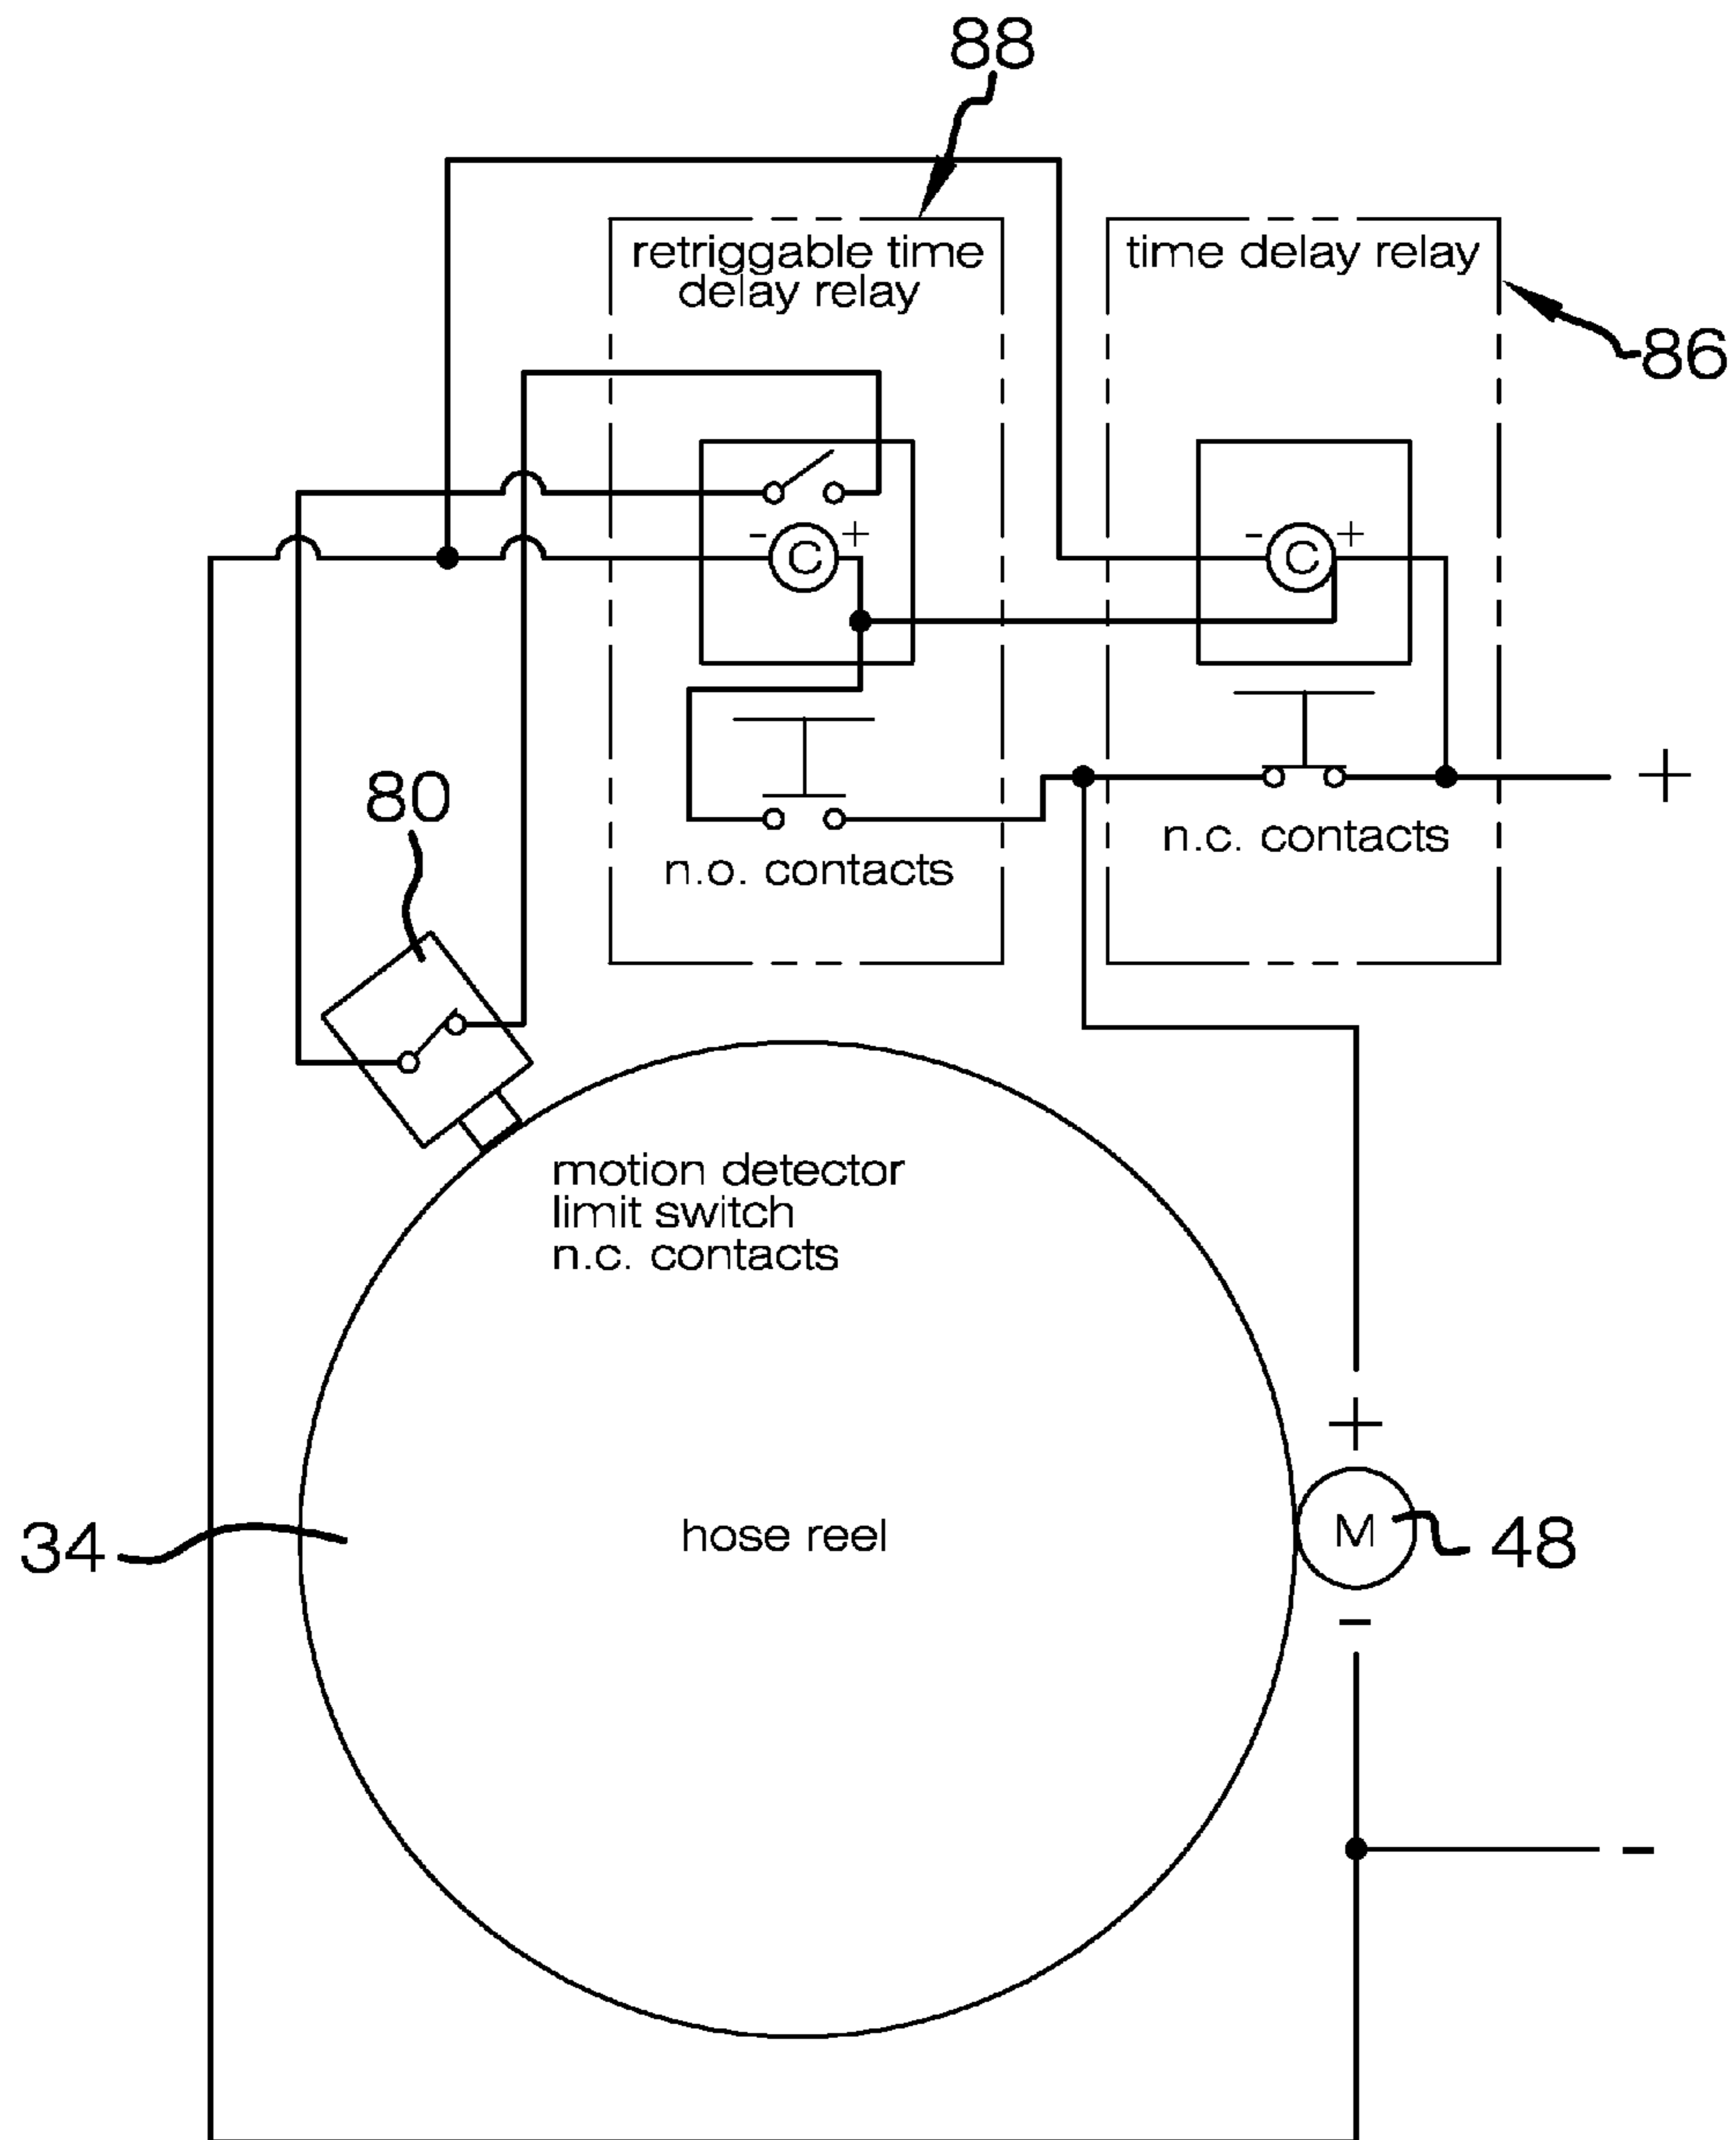 88
retriggable time
delay relay
time delay relay
86
- C +
- C +
+
80
n.c. contacts
n.o. contacts
motion detector
limit switch
n.c. contacts
+
34
hose reel
M
48
-
-